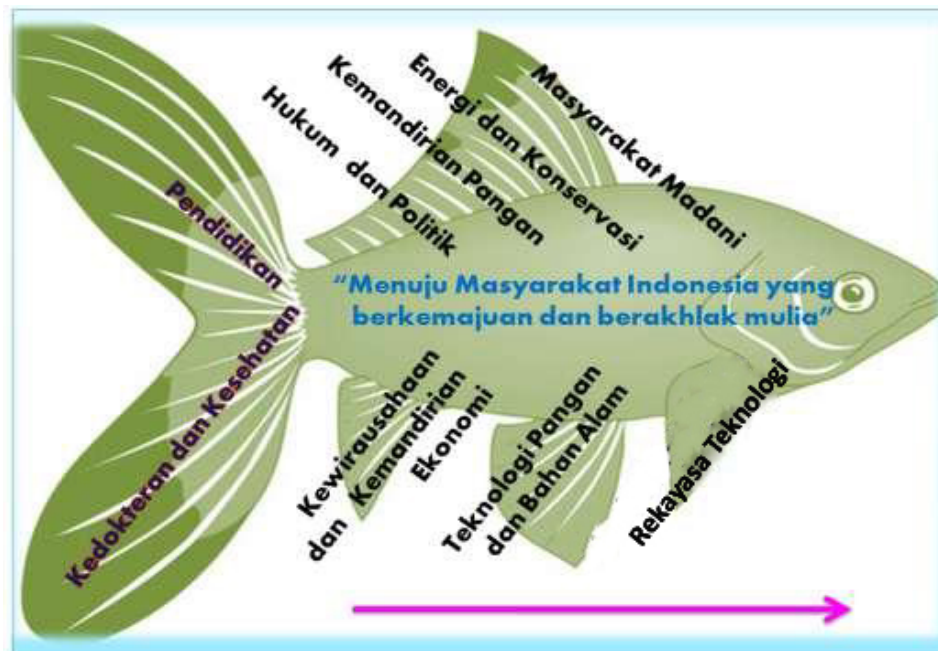 Masyarakat Madani
Energi dan Konservasi
Kemandirian Pangan
Hukum dan Politik
Pendidikan
"Menuju Masyarakat Indonesia yang
berkemajuan dan berakhlak mulia"
Kedokteran dan Kesehatan
Kewirausahaan
dan Kemandirian
Ekonomi
Teknologi Pangan
dan Bahan Alam
Rekayasa Teknologi